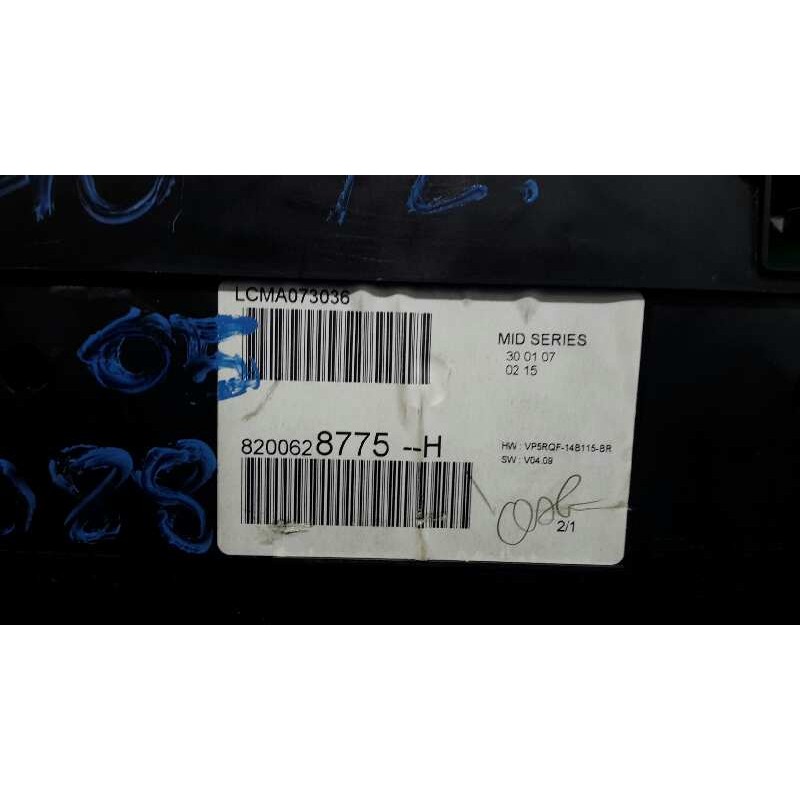 LCMA073036
MID SERIES
30 01 07
02 15
8200628775 --H
HW : VP5RQF-14B115-BR
SW : V04.09
2/1